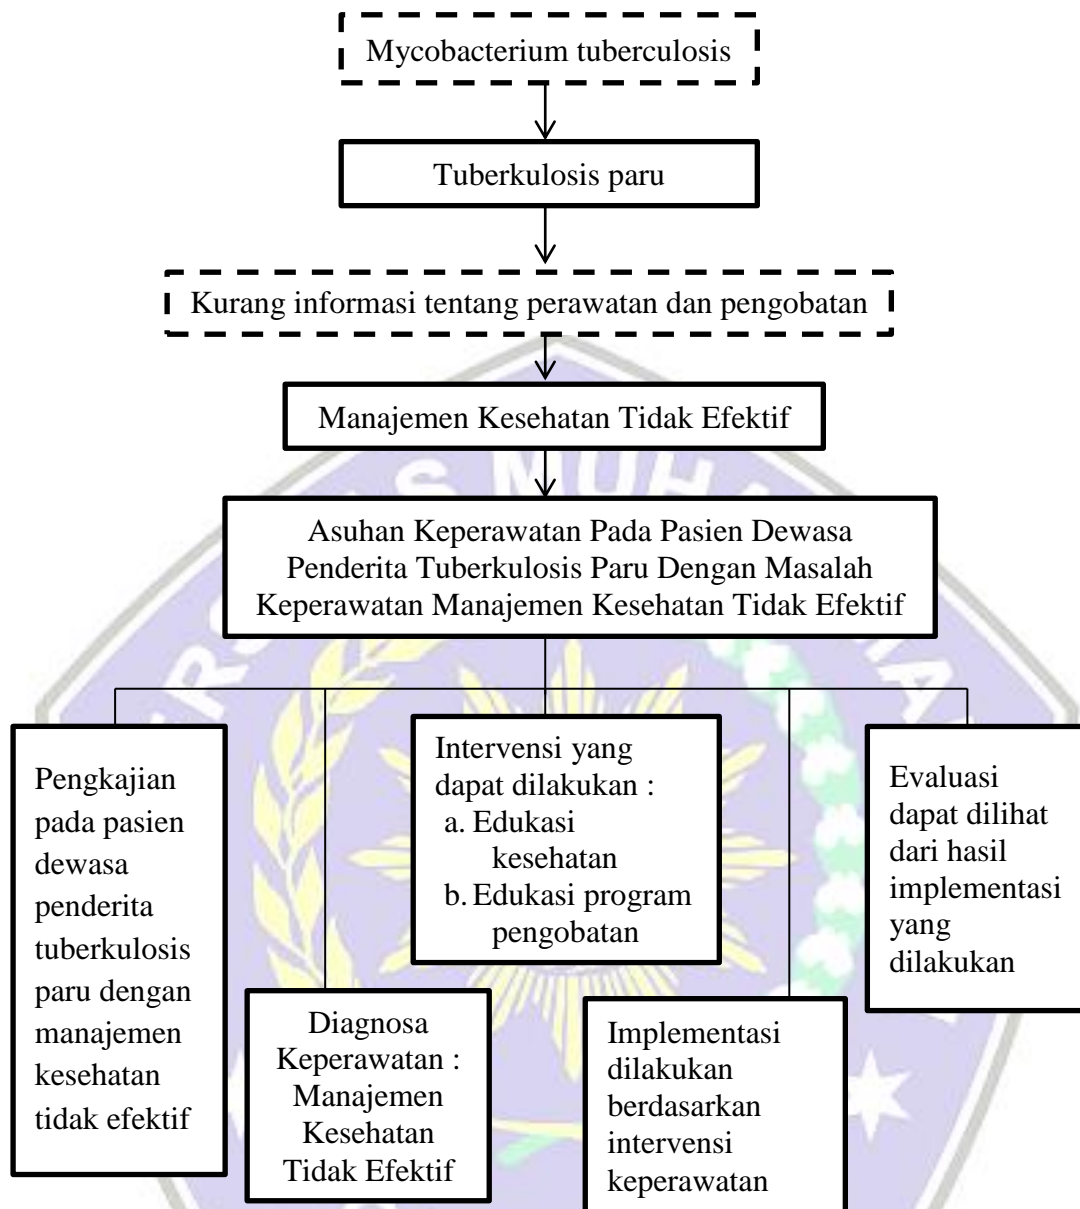 Mycobacterium tuberculosis
Tuberkulosis paru
Kurang informasi tentang perawatan dan pengobatan
Manajemen Kesehatan Tidak Efektif
Asuhan Keperawatan Pada Pasien Dewasa
Penderita Tuberkulosis Paru Dengan Masalah
Keperawatan Manajemen Kesehatan Tidak Efektif
Pengkajian
pada pasien
dewasa
penderita
tuberkulosis
paru dengan
manajemen
kesehatan
tidak efektif
Diagnosa
Keperawatan :
Manajemen
Kesehatan
Tidak Efektif
Intervensi yang
dapat dilakukan :
a. Edukasi
kesehatan
b. Edukasi program
pengobatan
Implementasi
dilakukan
berdasarkan
intervensi
keperawatan
Evaluasi
dapat dilihat
dari hasil
implementasi
yang
dilakukan